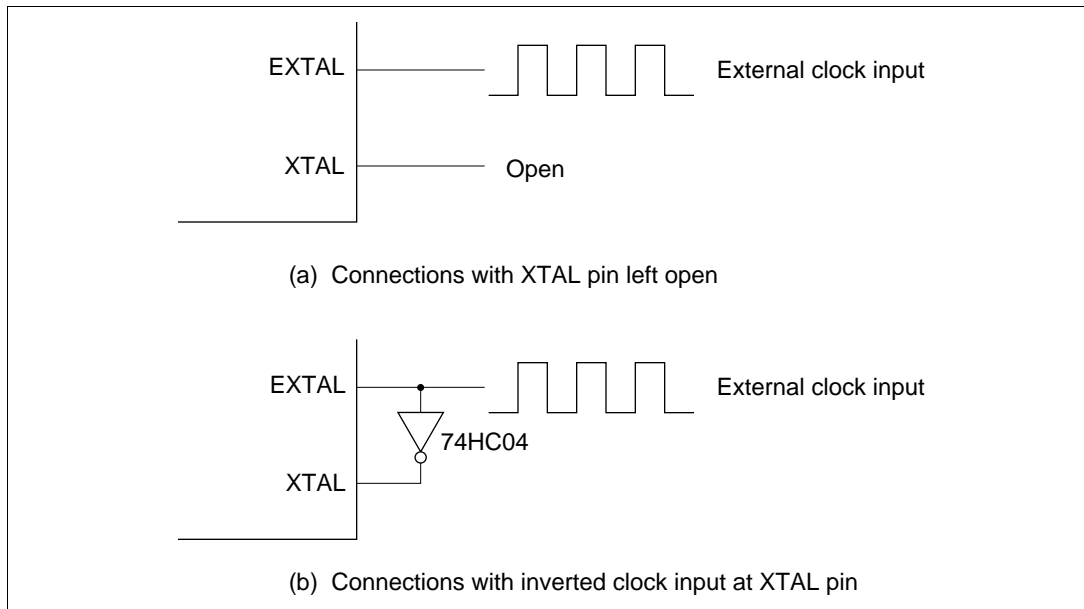 EXTAL
External clock input
XTAL
Open
(a) Connections with XTAL pin left open
EXTAL
External clock input
74HC04
XTAL
(b) Connections with inverted clock input at XTAL pin